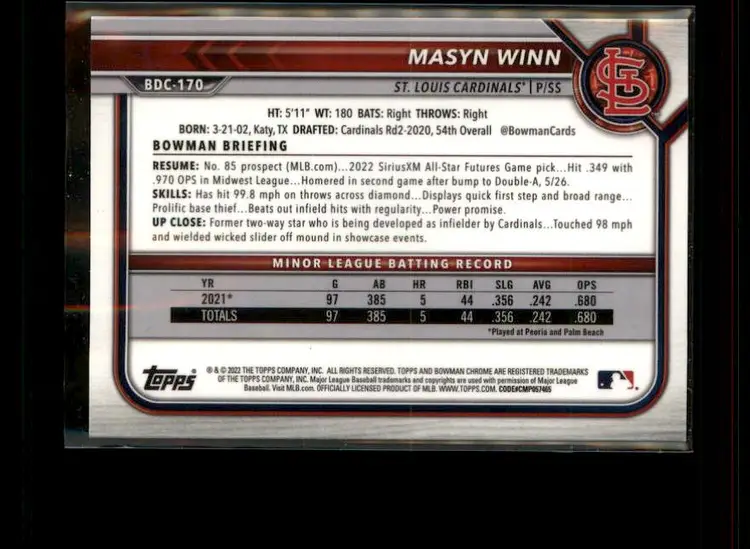 MASYN WINN
BDC-170
ST. LOUIS CARDINALS® | P/SS
STL
HT: 5'11" WT: 180 BATS: Right THROWS: Right
BORN: 3-21-02, Katy, TX DRAFTED: Cardinals Rd2-2020, 54th Overall @BowmanCards
BOWMAN BRIEFING
RESUME: No. 85 prospect (MLB.com)...2022 SiriusXM All-Star Futures Game pick...Hit .349 with
.970 OPS in Midwest League...Homered in second game after bump to Double-A, 5/26.
SKILLS: Has hit 99.8 mph on throws across diamond...Displays quick first step and broad range...
Prolific base thief...Beats out infield hits with regularity...Power promise.
UP CLOSE: Former two-way star who is being developed as infielder by Cardinals...Touched 98 mph
and wielded wicked slider off mound in showcase events.
MINOR LEAGUE BATTING RECORD
YR G AB HR RBI SLG AVG OPS
2021* 97 385 5 44 .356 .242 .680
TOTALS 97 385 5 44 .356 .242 .680
*Played at Peoria and Palm Beach
Topps
® & © 2022 THE TOPPS COMPANY, INC. ALL RIGHTS RESERVED. TOPPS AND BOWMAN CHROME ARE REGISTERED TRADEMARKS
OF THE TOPPS COMPANY, INC. Major League Baseball trademarks and copyrights are used with permission of Major League
Baseball. Visit MLB.com. OFFICIALLY LICENSED PRODUCT OF MLB. WWW.TOPPS.COM. CODE#CMP057465